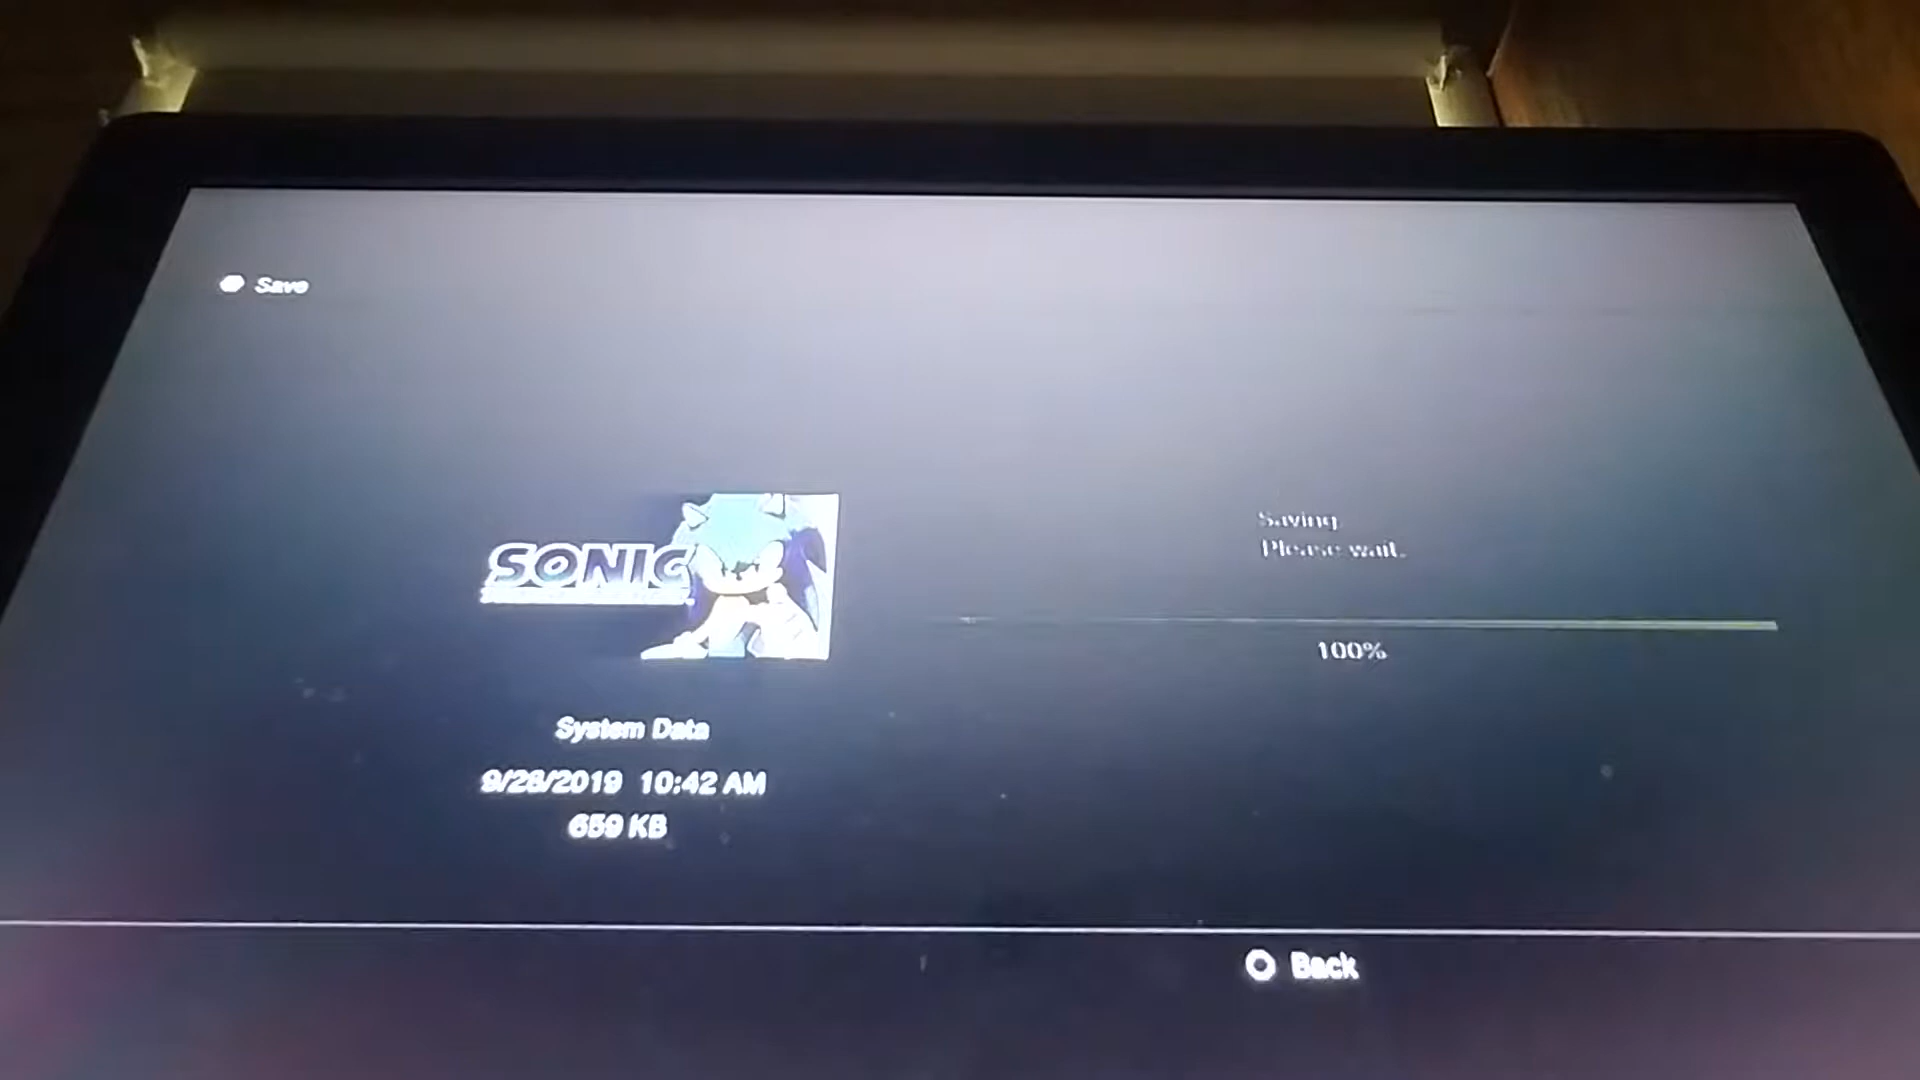 Save
SONIC
Saving.
Please wait.
100%
System Data
9/28/2019 10:42 AM
659 KB
Back